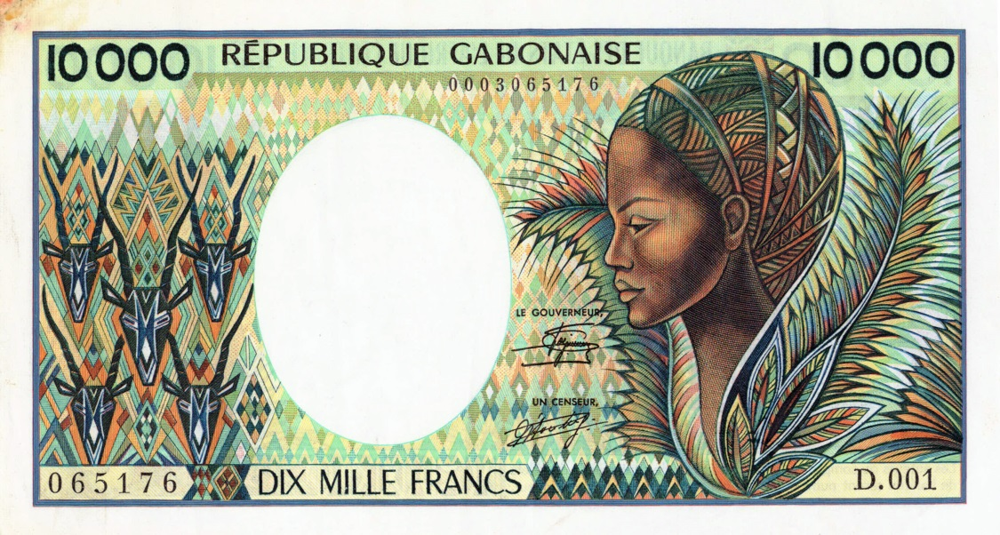 10 000 RÉPUBLIQUE GABONAISE 10 000
0003065176
LE GOUVERNEUR,
UN CENSEUR,
065176 DIX MILLE FRANCS D.001